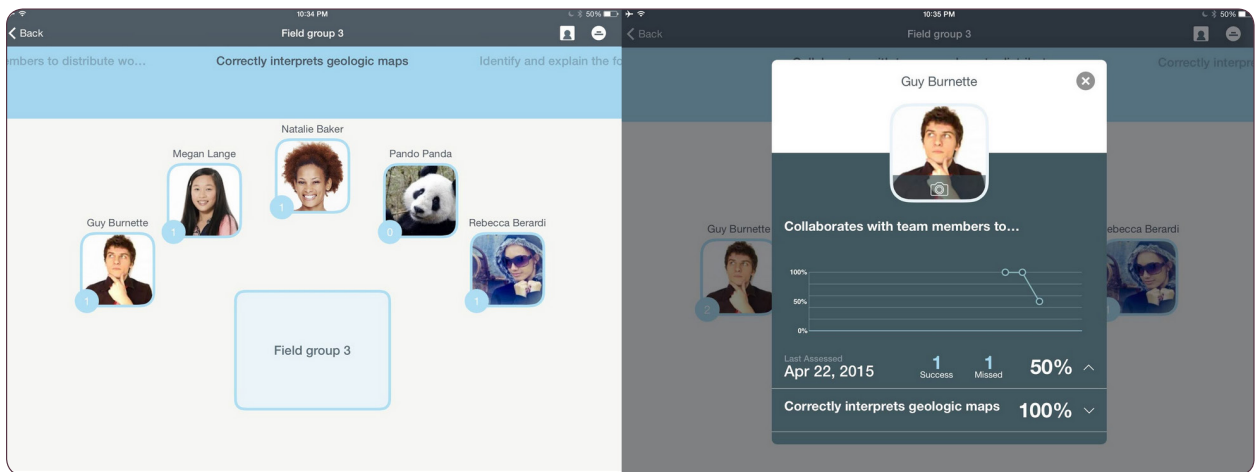 10:34 PM
50%
Back
Field group 3
mbers to distribute wo...
Correctly interprets geologic maps
Identify and explain the fo
Natalie Baker
Megan Lange
Pando Panda
1
Guy Burnette
1
0
Rebecca Berardi
1
1
Field group 3
10:35 PM
50%
Back
Field group 3
Correctly interpre
Guy Burnette
Guy Burnette
ebecca Berardi
2
Collaborates with team members to...
100%
50%
0%
Last Assessed
Apr 22, 2015
1
Success
1
Missed
50%
Correctly interprets geologic maps
100%